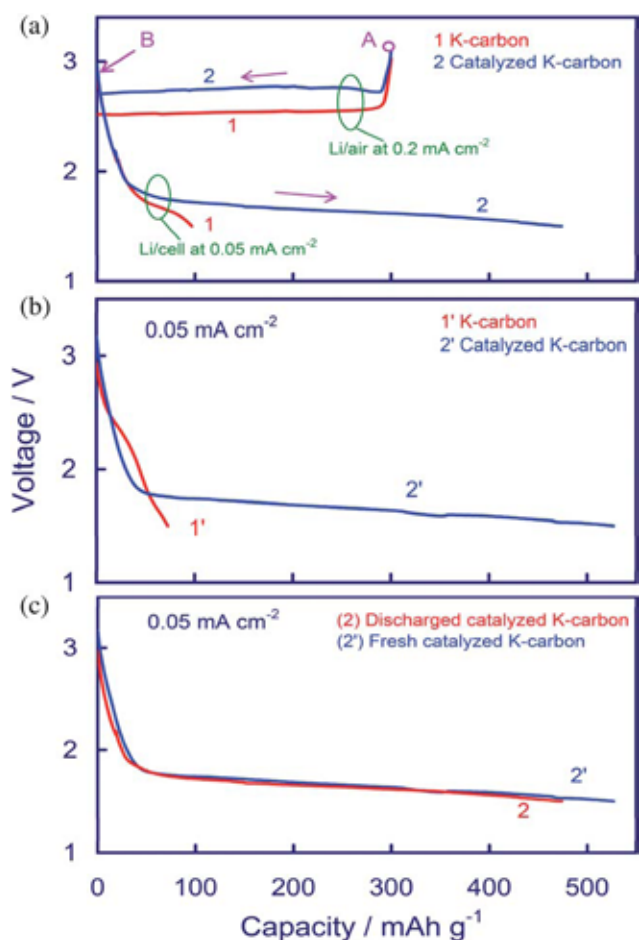 (a)
B
A
1 K-carbon
2 Catalyzed K-carbon
3
2
1
Li/air at 0.2 mA cm⁻²
2
2
1
Li/cell at 0.05 mA cm⁻²
1
(b)
0.05 mA cm⁻²
1' K-carbon
2' Catalyzed K-carbon
3
Voltage / V
2
2'
1'
1
(c)
0.05 mA cm⁻²
(2) Discharged catalyzed K-carbon
(2') Fresh catalyzed K-carbon
3
2
2'
2
1
0 100 200 300 400 500
Capacity / mAh g⁻¹